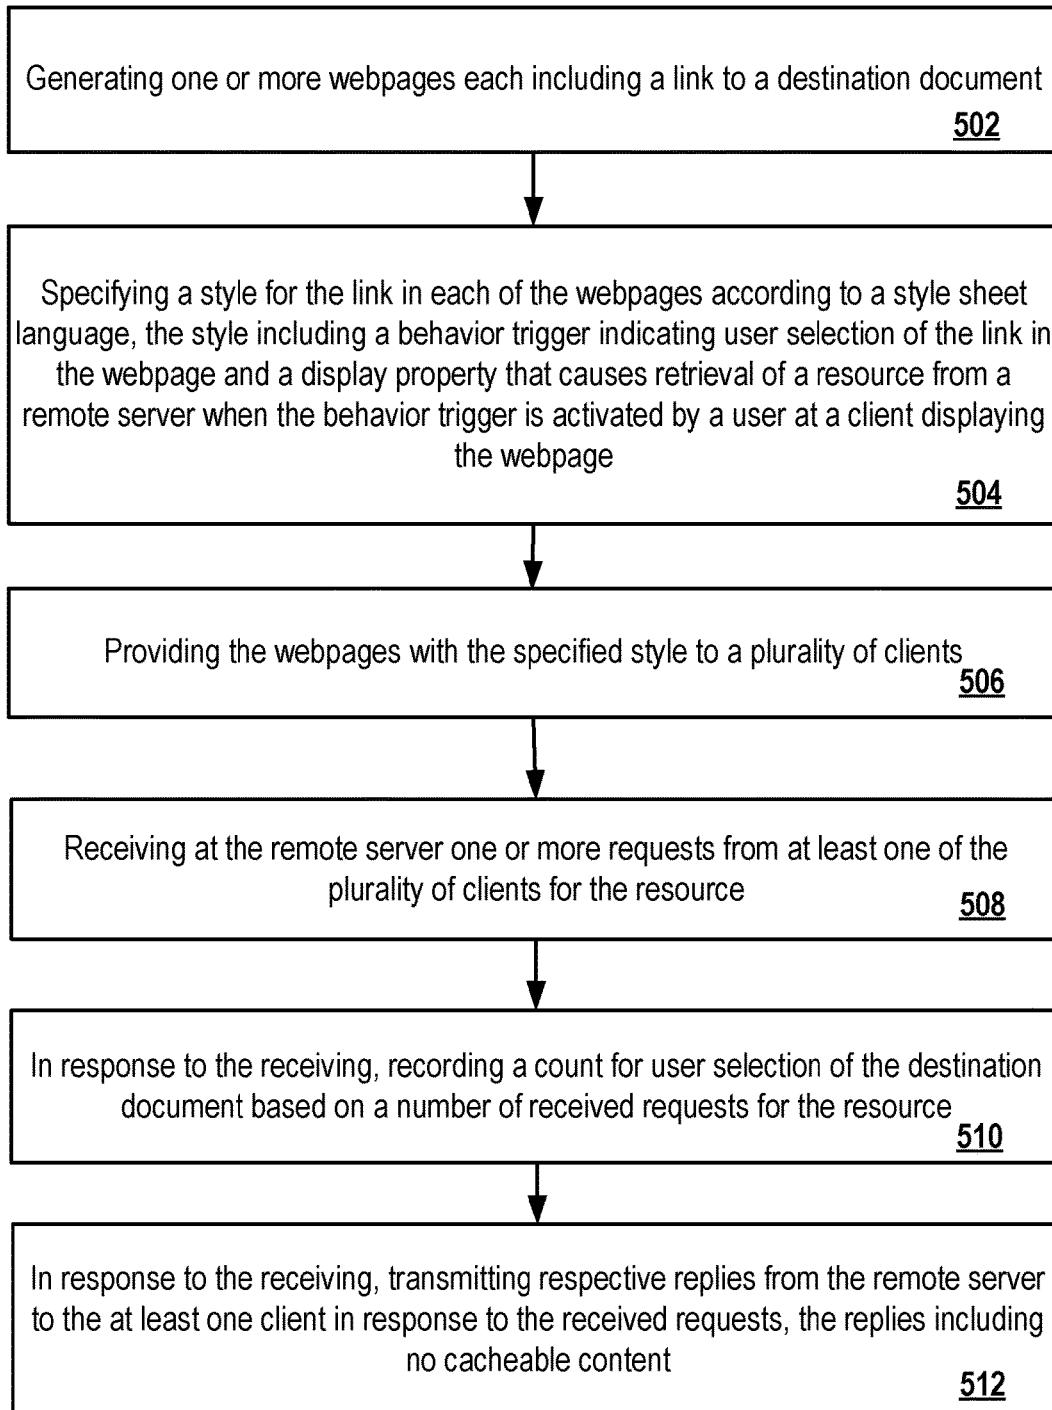 Generating one or more webpages each including a link to a destination document
502
Specifying a style for the link in each of the webpages according to a style sheet
language, the style including a behavior trigger indicating user selection of the link in
the webpage and a display property that causes retrieval of a resource from a
remote server when the behavior trigger is activated by a user at a client displaying
the webpage
504
Providing the webpages with the specified style to a plurality of clients
506
Receiving at the remote server one or more requests from at least one of the
plurality of clients for the resource
508
In response to the receiving, recording a count for user selection of the destination
document based on a number of received requests for the resource
510
In response to the receiving, transmitting respective replies from the remote server
to the at least one client in response to the received requests, the replies including
no cacheable content
512